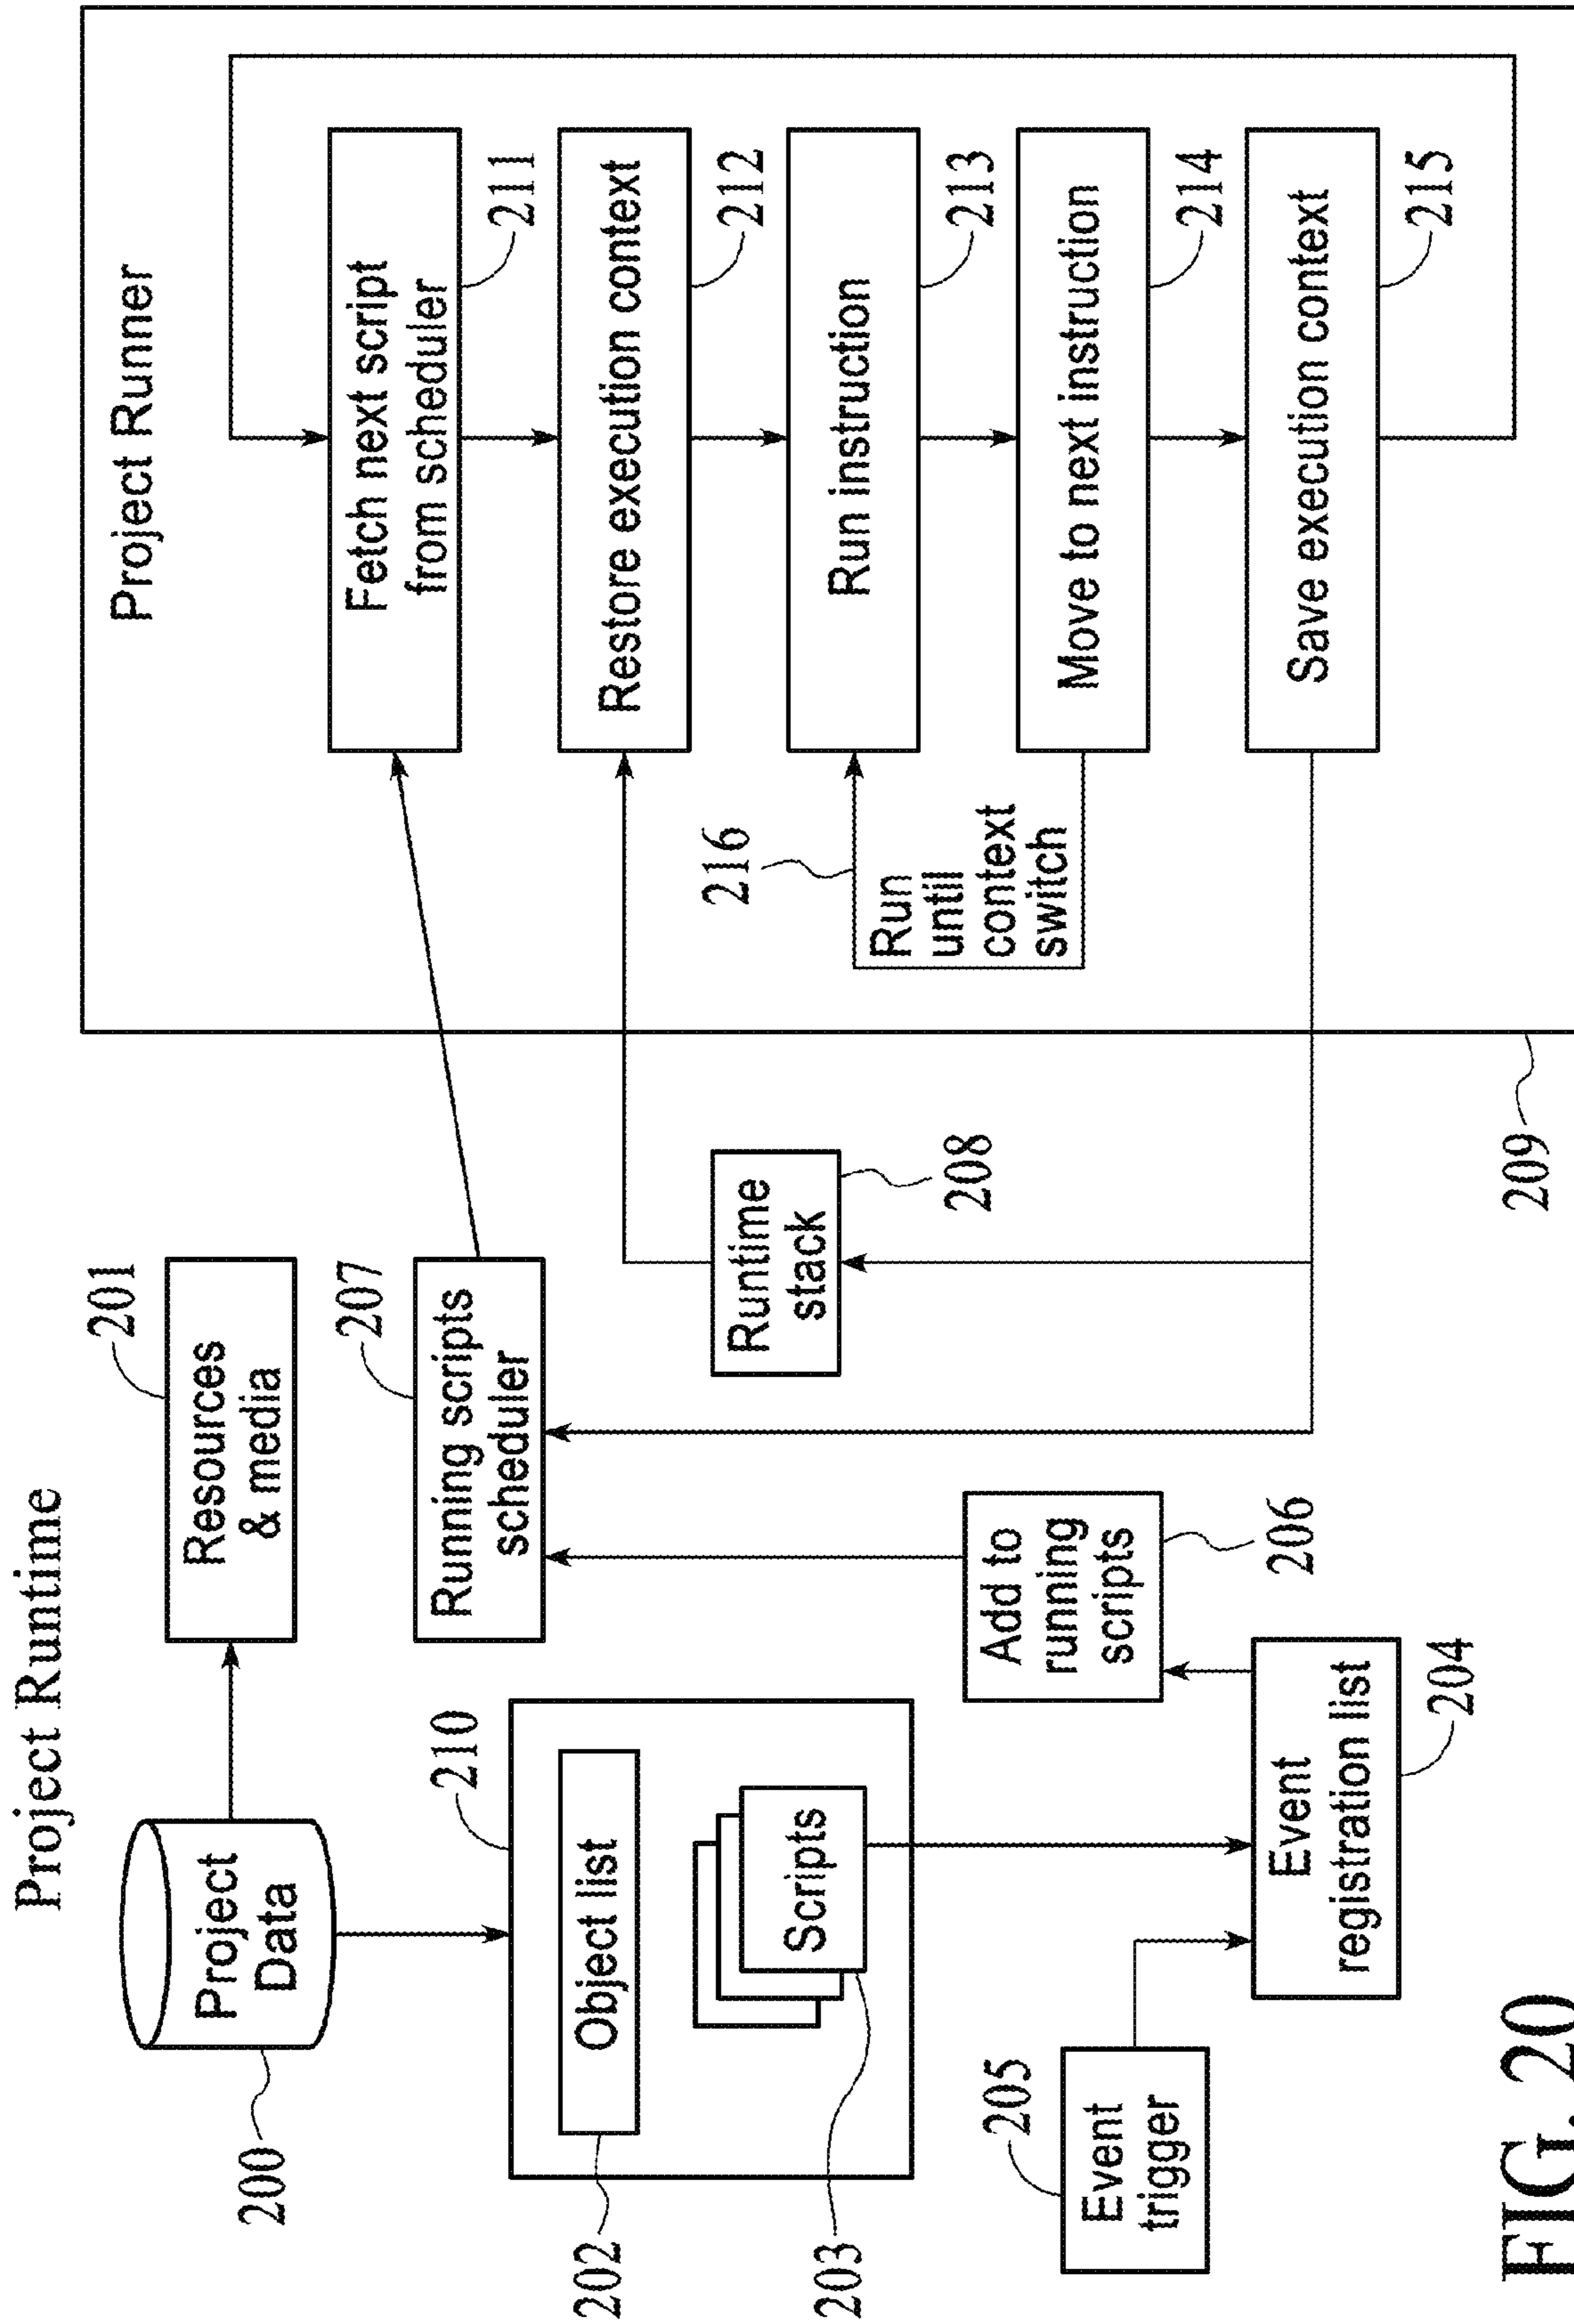 Project Runtime
Project
Data
200
Resources
& media
201
210
Object list
202
Scripts
203
Event
trigger
205
Event
registration list
204
Add to
running
scripts
206
Running scripts
scheduler
207
Runtime
stack
208
209
Project Runner
Fetch next script
from scheduler
211
Restore execution context
212
Run instruction
213
Move to next instruction
214
Save execution context
215
216
Run
until
context
switch
FIG. 20